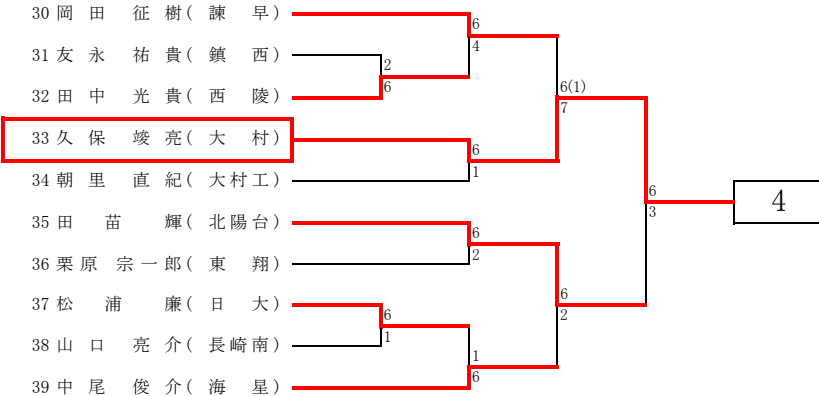 30 岡田 征樹(諫 早)
6
4
31 友永 祐貴(鎮 西)
2
6
32 田中 光貴(西 陵)
6(1)
7
33 久保 竣亮(大 村)
6
1
34 朝里 直紀(大村工)
6
3
4
35 田 苗 輝(北陽台)
6
2
36 栗原 宗一郎(東 翔)
6
2
37 松 浦 廉(日 大)
6
1
38 山口 亮介(長崎南)
1
6
39 中尾 俊介(海 星)